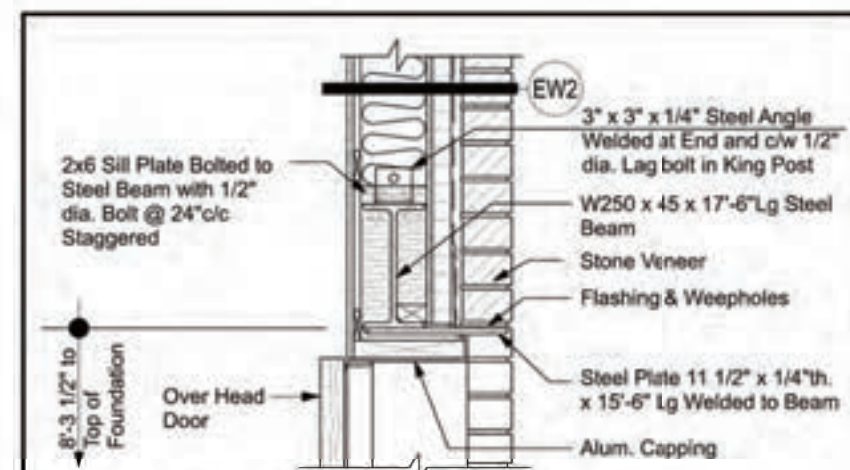 EW2
3" x 3" x 1/4" Steel Angle
Welded at End and c/w 1/2"
dia. Lag bolt in King Post
2x6 Sill Plate Bolted to
Steel Beam with 1/2"
dia. Bolt @ 24"c/c
Staggered
W250 x 45 x 17'-6"Lg Steel
Beam
Stone Veneer
Flashing & Weepholes
8'-3 1/2" to
Top of
Foundation
Over Head
Door
Steel Plate 11 1/2" x 1/4"th.
x 15'-6" Lg Welded to Beam
Alum. Capping